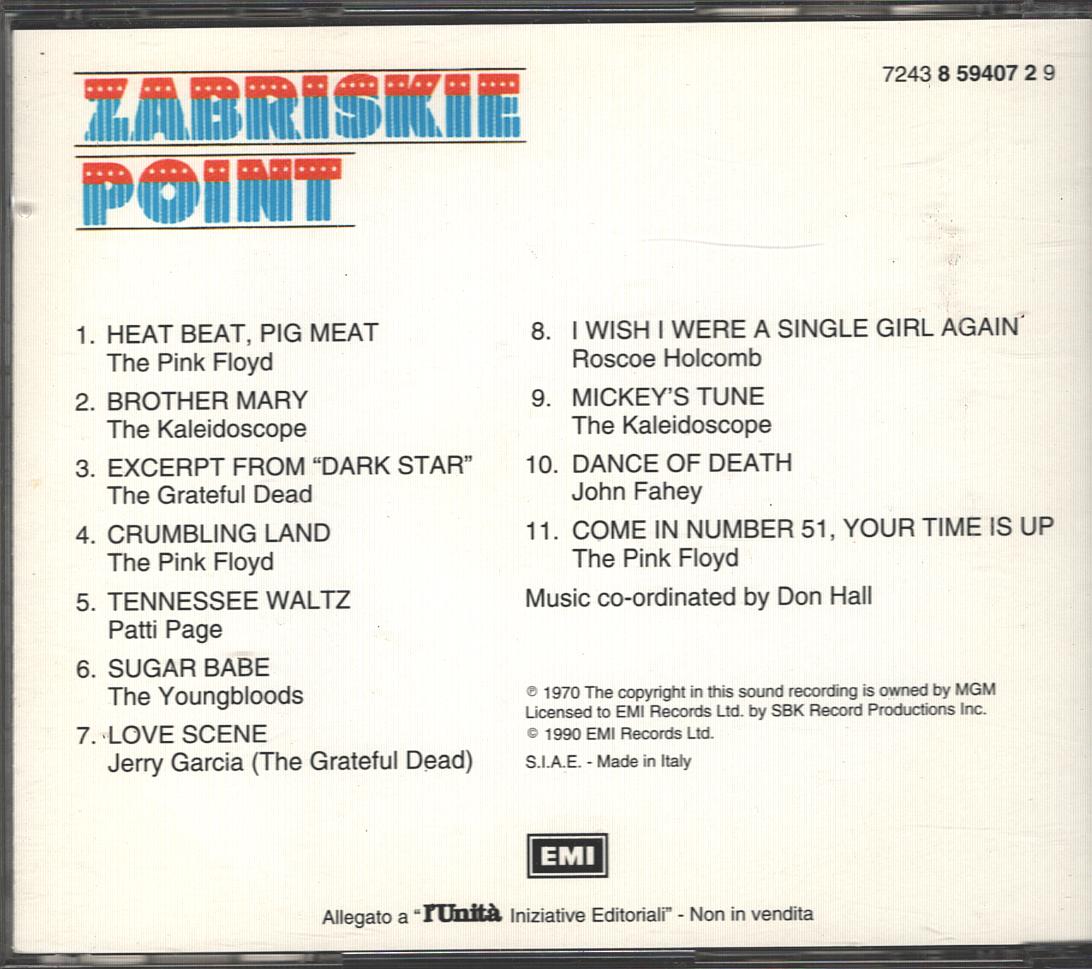 ZABRISKIE
POINT
7243 8 59407 2 9
1. HEAT BEAT, PIG MEAT
The Pink Floyd
2. BROTHER MARY
The Kaleidoscope
3. EXCERPT FROM “DARK STAR”
The Grateful Dead
4. CRUMBLING LAND
The Pink Floyd
5. TENNESSEE WALTZ
Patti Page
6. SUGAR BABE
The Youngbloods
7. LOVE SCENE
Jerry Garcia (The Grateful Dead)
8. I WISH I WERE A SINGLE GIRL AGAIN
Roscoe Holcomb
9. MICKEY’S TUNE
The Kaleidoscope
10. DANCE OF DEATH
John Fahey
11. COME IN NUMBER 51, YOUR TIME IS UP
The Pink Floyd
Music co-ordinated by Don Hall
℗ 1970 The copyright in this sound recording is owned by MGM
Licensed to EMI Records Ltd. by SBK Record Productions Inc.
© 1990 EMI Records Ltd.
S.I.A.E. - Made in Italy
EMI
Allegato a “l'Unità Iniziative Editoriali” - Non in vendita